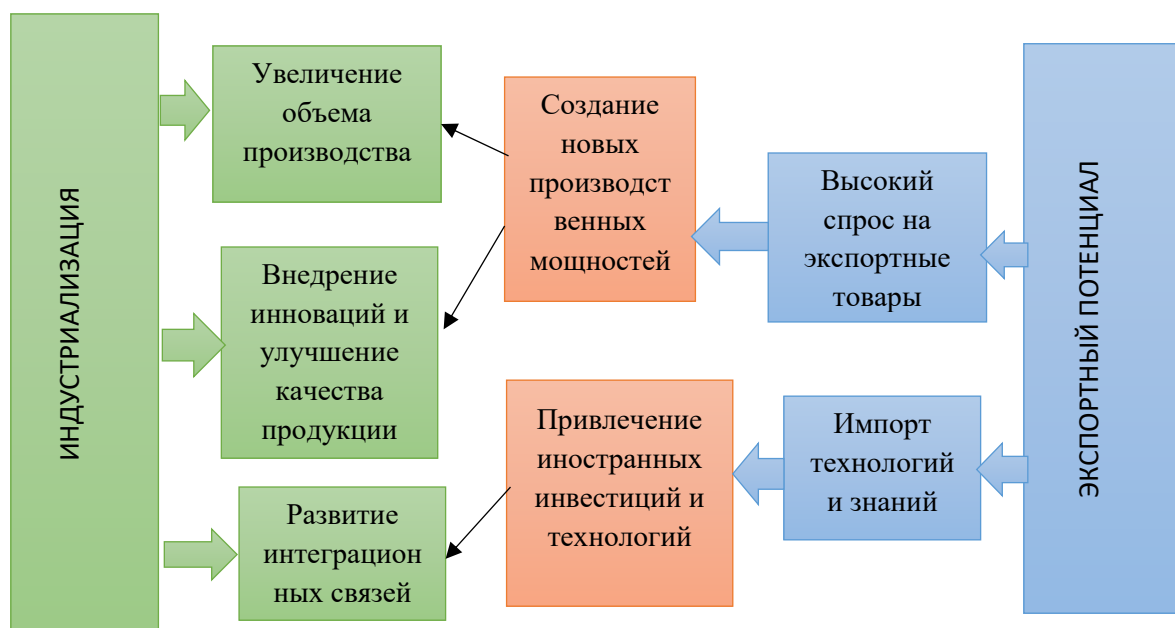 ИНДУСТРИАЛИЗАЦИЯ
Увеличение
объема
производства
Внедрение
инноваций и
улучшение
качества
продукции
Развитие
интеграцион
ных связей
Создание
новых
производст
венных
мощностей
Привлечение
иностранных
инвестиций и
технологий
Высокий
спрос на
экспортные
товары
Импорт
технологий
и знаний
ЭКСПОРТНЫЙ ПОТЕНЦИАЛ